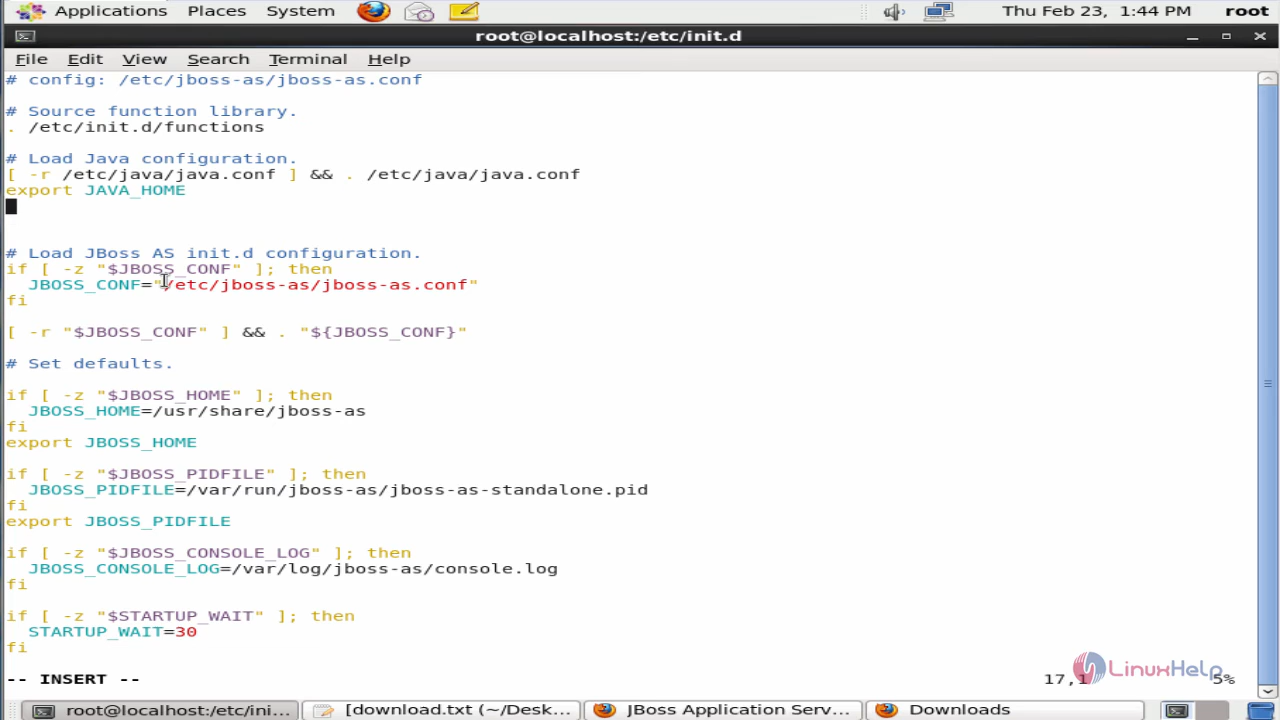 Applications Places System Thu Feb 23, 1:44 PM root
root@localhost:/etc/init.d
File Edit View Search Terminal Help
# config: /etc/jboss-as/jboss-as.conf
# Source function library.
. /etc/init.d/functions
# Load Java configuration.
[ -r /etc/java/java.conf ] && . /etc/java/java.conf
export JAVA_HOME
# Load JBoss AS init.d configuration.
if [ -z "$JBOSS_CONF" ]; then
JBOSS_CONF="/etc/jboss-as/jboss-as.conf"
fi
[ -r "$JBOSS_CONF" ] && . "${JBOSS_CONF}"
# Set defaults.
if [ -z "$JBOSS_HOME" ]; then
JBOSS_HOME=/usr/share/jboss-as
fi
export JBOSS_HOME
if [ -z "$JBOSS_PIDFILE" ]; then
JBOSS_PIDFILE=/var/run/jboss-as/jboss-as-standalone.pid
fi
export JBOSS_PIDFILE
if [ -z "$JBOSS_CONSOLE_LOG" ]; then
JBOSS_CONSOLE_LOG=/var/log/jboss-as/console.log
fi
if [ -z "$STARTUP_WAIT" ]; then
STARTUP_WAIT=30
fi
LinuxHelp
-- INSERT -- 17,1 5%
root@localhost:/etc/ini... [download.txt (~/Desk... JBoss Application Serv... Downloads